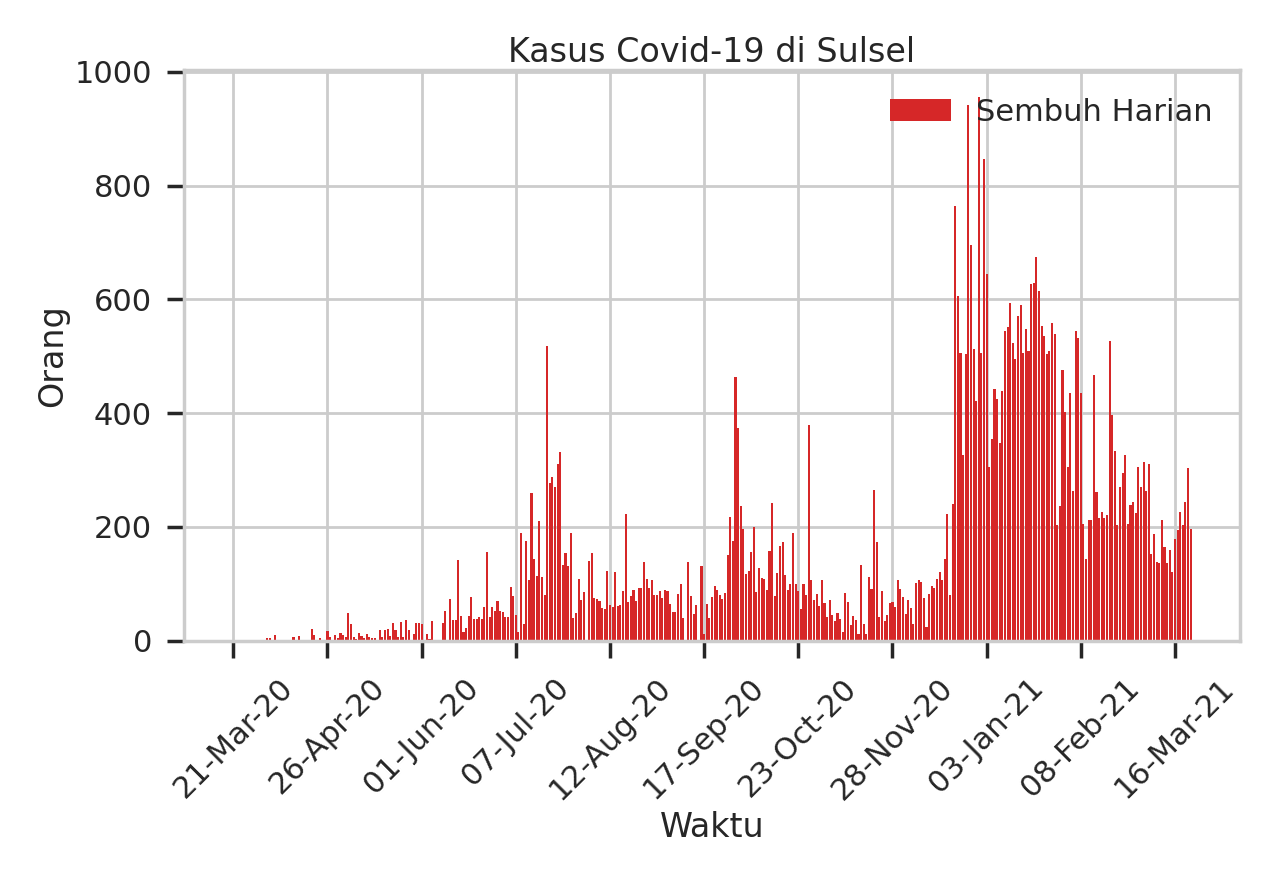 Kasus Covid-19 di Sulsel
Sembuh Harian
1000
800
600
400
200
0
Orang
21-Mar-20
26-Apr-20
01-Jun-20
07-Jul-20
12-Aug-20
17-Sep-20
23-Oct-20
28-Nov-20
03-Jan-21
08-Feb-21
16-Mar-21
Waktu